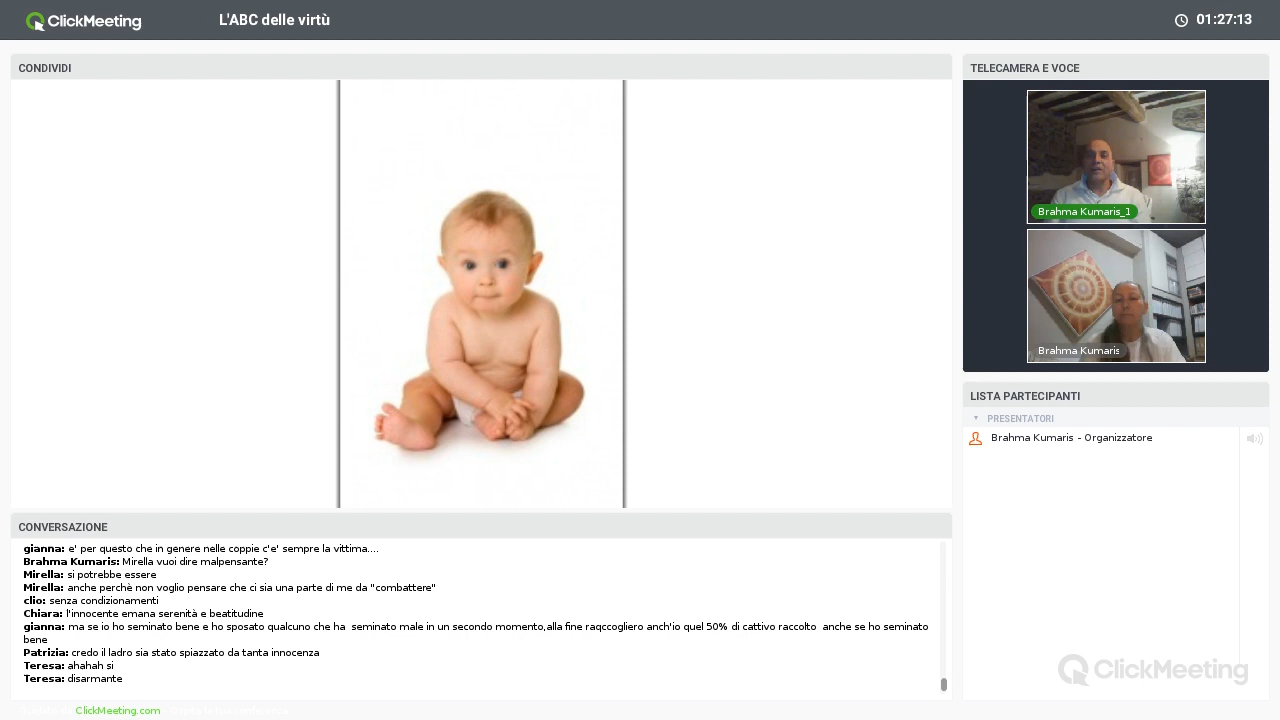 ClickMeeting
L'ABC delle virtù
01:27:13
CONDIVIDI
TELECAMERA E VOCE
Brahma Kumaris_1
Brahma Kumaris
LISTA PARTECIPANTI
PRESENTATORI
Brahma Kumaris - Organizzatore
CONVERSAZIONE
gianna: e' per questo che in genere nelle coppie c'e' sempre la vittima....
Brahma Kumaris: Mirella vuoi dire malpensante?
Mirella: si potrebbe essere
Mirella: anche perchè non voglio pensare che ci sia una parte di me da "combattere"
clio: senza condizionamenti
Chiara: l'innocente emana serenità e beatitudine
gianna: ma se io ho seminato bene e ho sposato qualcuno che ha  seminato male in un secondo momento,alla fine raqccogliero anch'io quel 50% di cattivo raccolto  anche se ho seminato
bene
Patrizia: credo il ladro sia stato spiazzato da tanta innocenza
Teresa: ahahah si
Teresa: disarmante
ClickMeeting
ClickMeeting.com